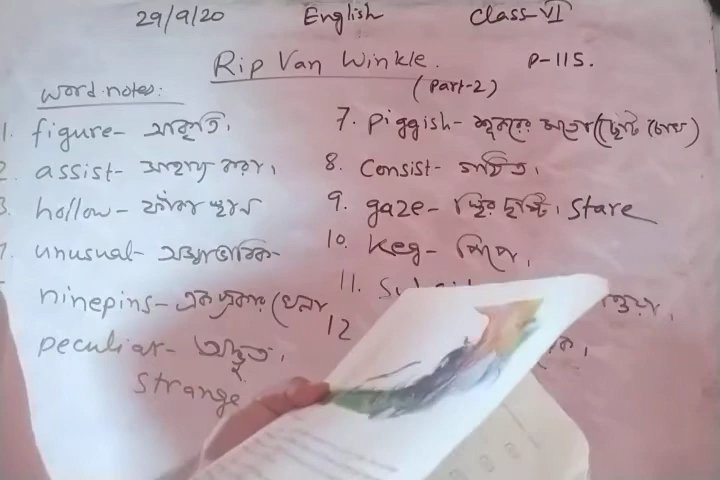 29/9/20 English Class-VI
Rip Van Winkle. P-115.
(Part-2)
Word notes:
1. figure- আকৃতি।
2. assist- সাহায্য করা।
3. hollow- ফাঁকা স্থান
unusual- অস্বাভাবিক-
ninepins- একপ্রকার খেলা
peculiar- অদ্ভুত।
strange
7. Piggish- শূকরের মতো (ছোট চোখ)
8. Consist- গঠিত।
9. gaze- স্থির দৃষ্টি। Stare
10. Keg- পিপে।
11.
12